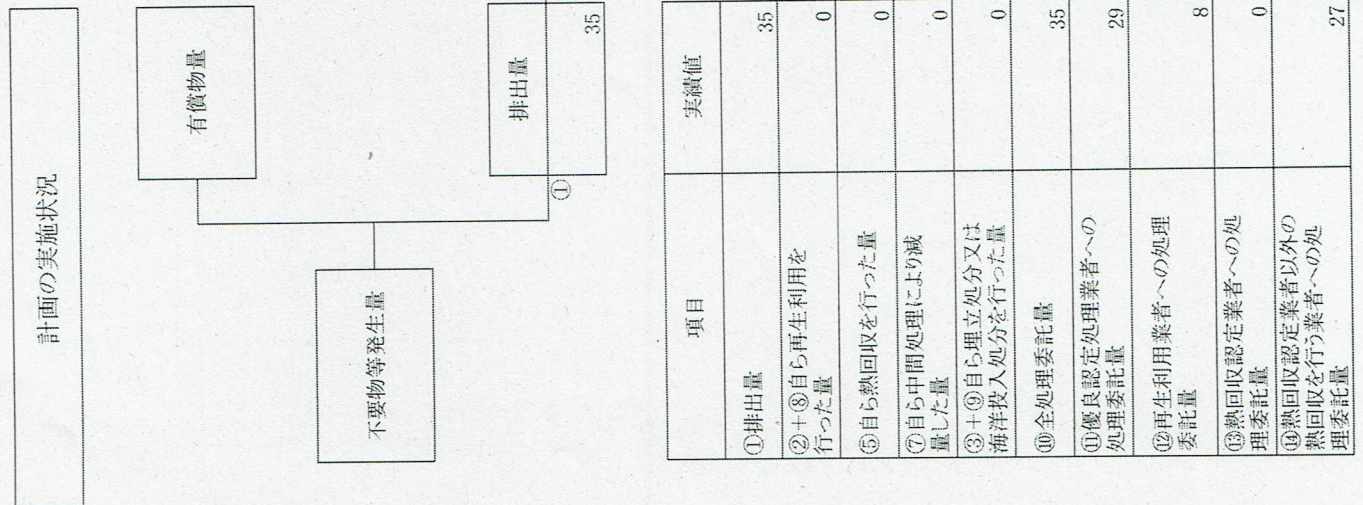 計画の実施状況
有償物量
不要物等発生量
排出量
①
35
項目 実績値
①排出量 35
②+⑧自ら再生利用を
行った量 0
⑤自ら熱回収を行った量 0
⑦自ら中間処理により減
量した量 0
③+⑨自ら埋立処分又は
海洋投入処分を行った量 0
⑩全処理委託量 35
⑪優良認定処理業者への
処理委託量 29
⑫再生利用業者への処理
委託量 8
⑬熱回収認定業者への処
理委託量 0
⑭熱回収認定業者以外の
熱回収を行う業者への処
理委託量 27